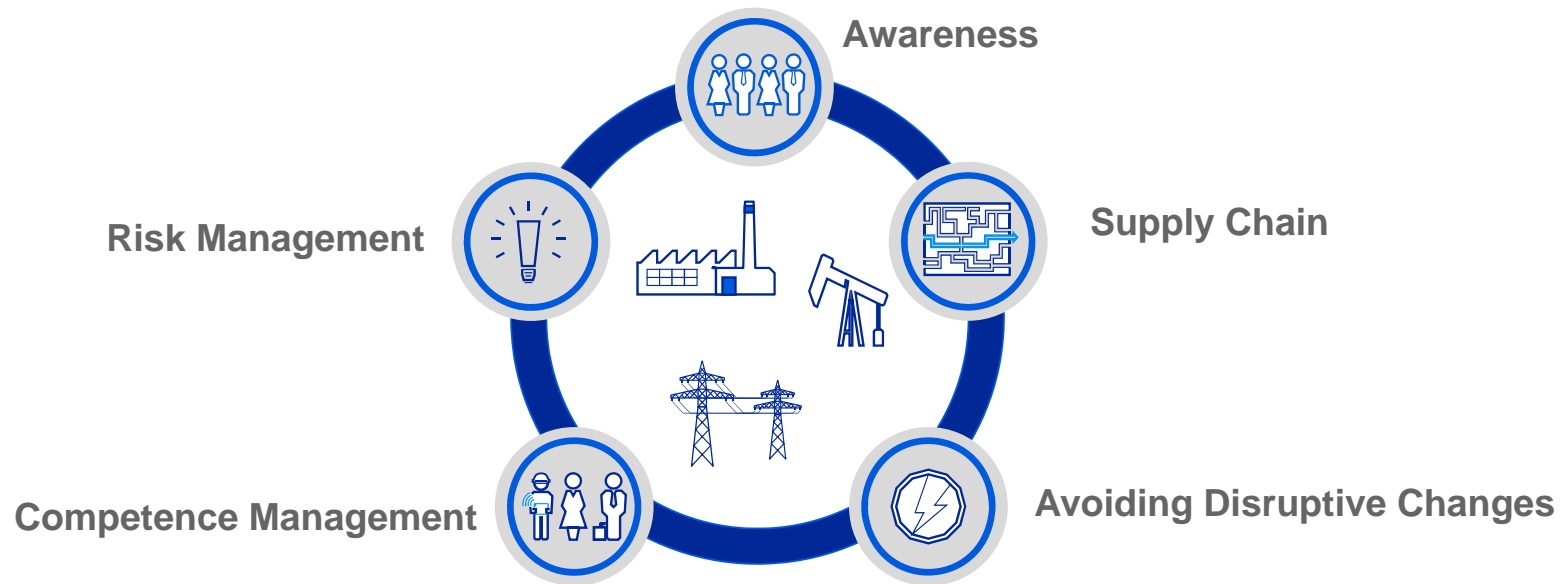 Awareness
Supply Chain
Risk Management
Competence Management
Avoiding Disruptive Changes